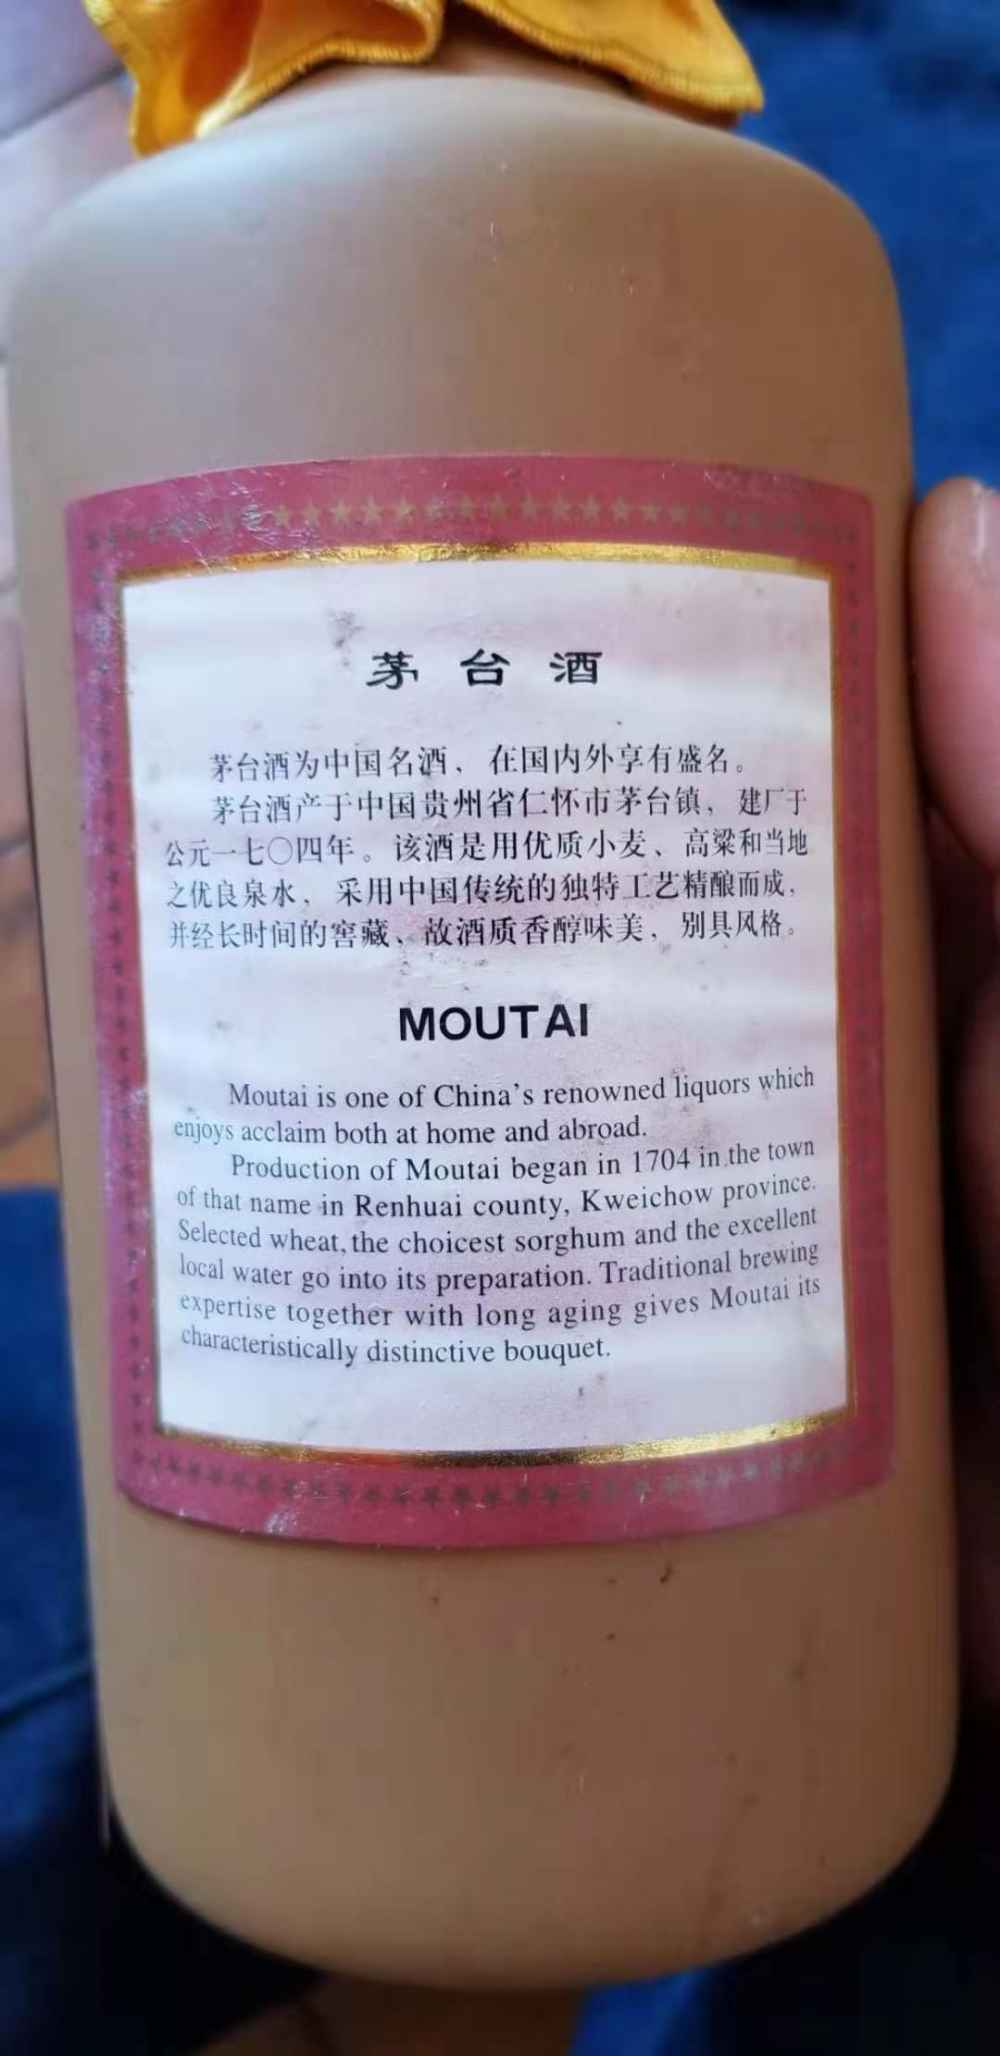 茅台酒
茅台酒为中国名酒、在国内外享有盛名。
茅台酒产于中国贵州省仁怀市茅台镇、建厂于
公元一七〇四年。该酒是用优质小麦、高粱和当地
之优良泉水、采用中国传统的独特工艺精酿而成、
并经长时间的窖藏、故酒质香醇味美、别具风格。
MOUTAI
Moutai is one of China's renowned liquors which
enjoys acclaim both at home and abroad.
Production of Moutai began in 1704 in the town
of that name in Renhuai county, Kweichow province.
Selected wheat, the choicest sorghum and the excellent
local water go into its preparation. Traditional brewing
expertise together with long aging gives Moutai its
characteristically distinctive bouquet.